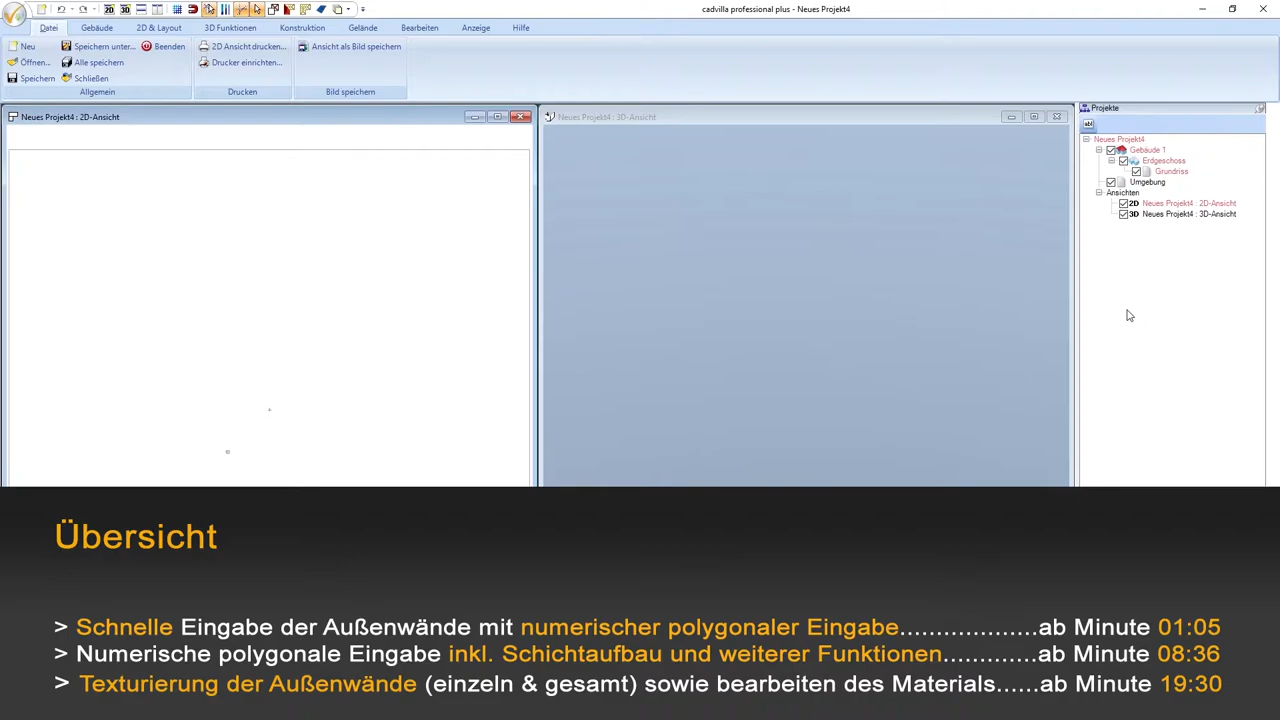 cadvilla professional plus - Neues Projekt4
Datei Gebäude 2D & Layout 3D Funktionen Konstruktion Gelände Bearbeiten Anzeige Hilfe
Neu Speichern unter... Beenden 2D Ansicht drucken... Ansicht als Bild speichern
Öffnen... Alle speichern Drucker einrichten...
Speichern Schließen
Allgemein Drucken Bild speichern
Neues Projekt4 : 2D-Ansicht
Neues Projekt4 : 3D-Ansicht
Projekte
Neues Projekt4
Gebäude 1
Erdgeschoss
Grundriss
Umgebung
Ansichten
2D Neues Projekt4 : 2D-Ansicht
3D Neues Projekt4 : 3D-Ansicht
Übersicht
> Schnelle Eingabe der Außenwände mit numerischer polygonaler Eingabe..................ab Minute 01:05
> Numerische polygonale Eingabe inkl. Schichtaufbau und weiterer Funktionen.............ab Minute 08:36
> Texturierung der Außenwände (einzeln & gesamt) sowie bearbeiten des Materials......ab Minute 19:30